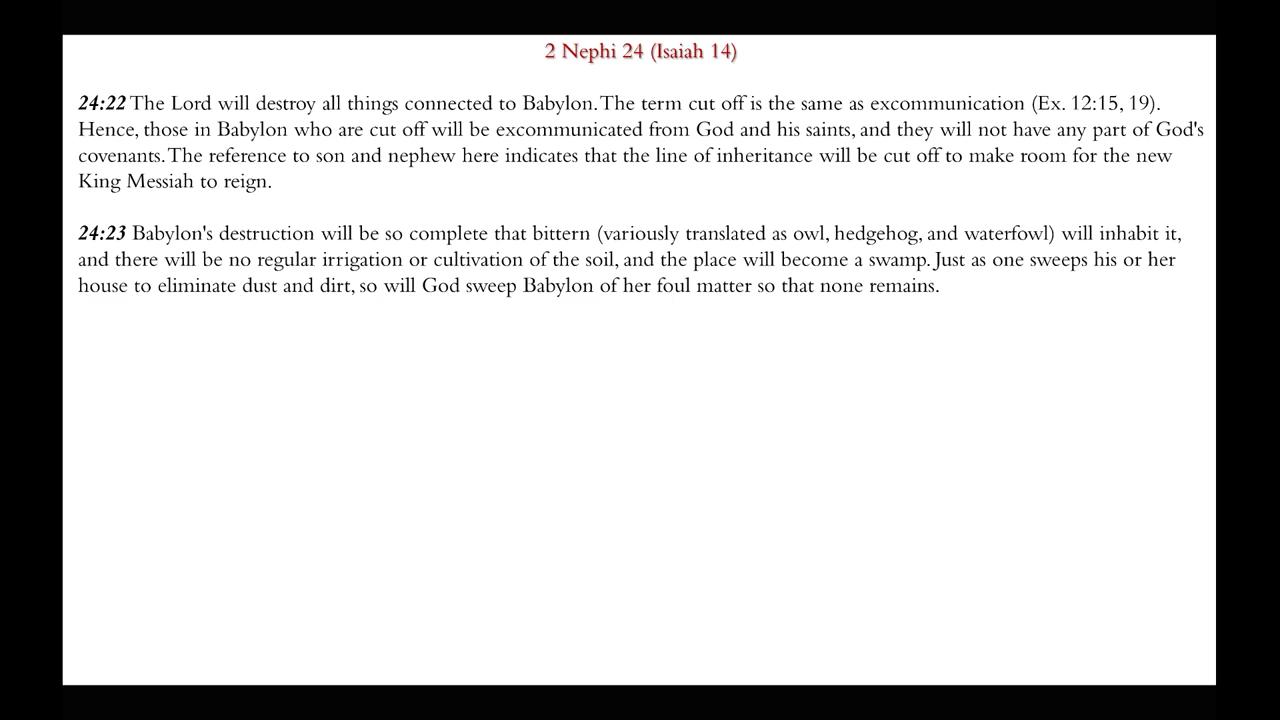 2 Nephi 24 (Isaiah 14)
24:22 The Lord will destroy all things connected to Babylon. The term cut off is the same as excommunication (Ex. 12:15, 19).
Hence, those in Babylon who are cut off will be excommunicated from God and his saints, and they will not have any part of God's
covenants. The reference to son and nephew here indicates that the line of inheritance will be cut off to make room for the new
King Messiah to reign.
24:23 Babylon's destruction will be so complete that bittern (variously translated as owl, hedgehog, and waterfowl) will inhabit it,
and there will be no regular irrigation or cultivation of the soil, and the place will become a swamp. Just as one sweeps his or her
house to eliminate dust and dirt, so will God sweep Babylon of her foul matter so that none remains.